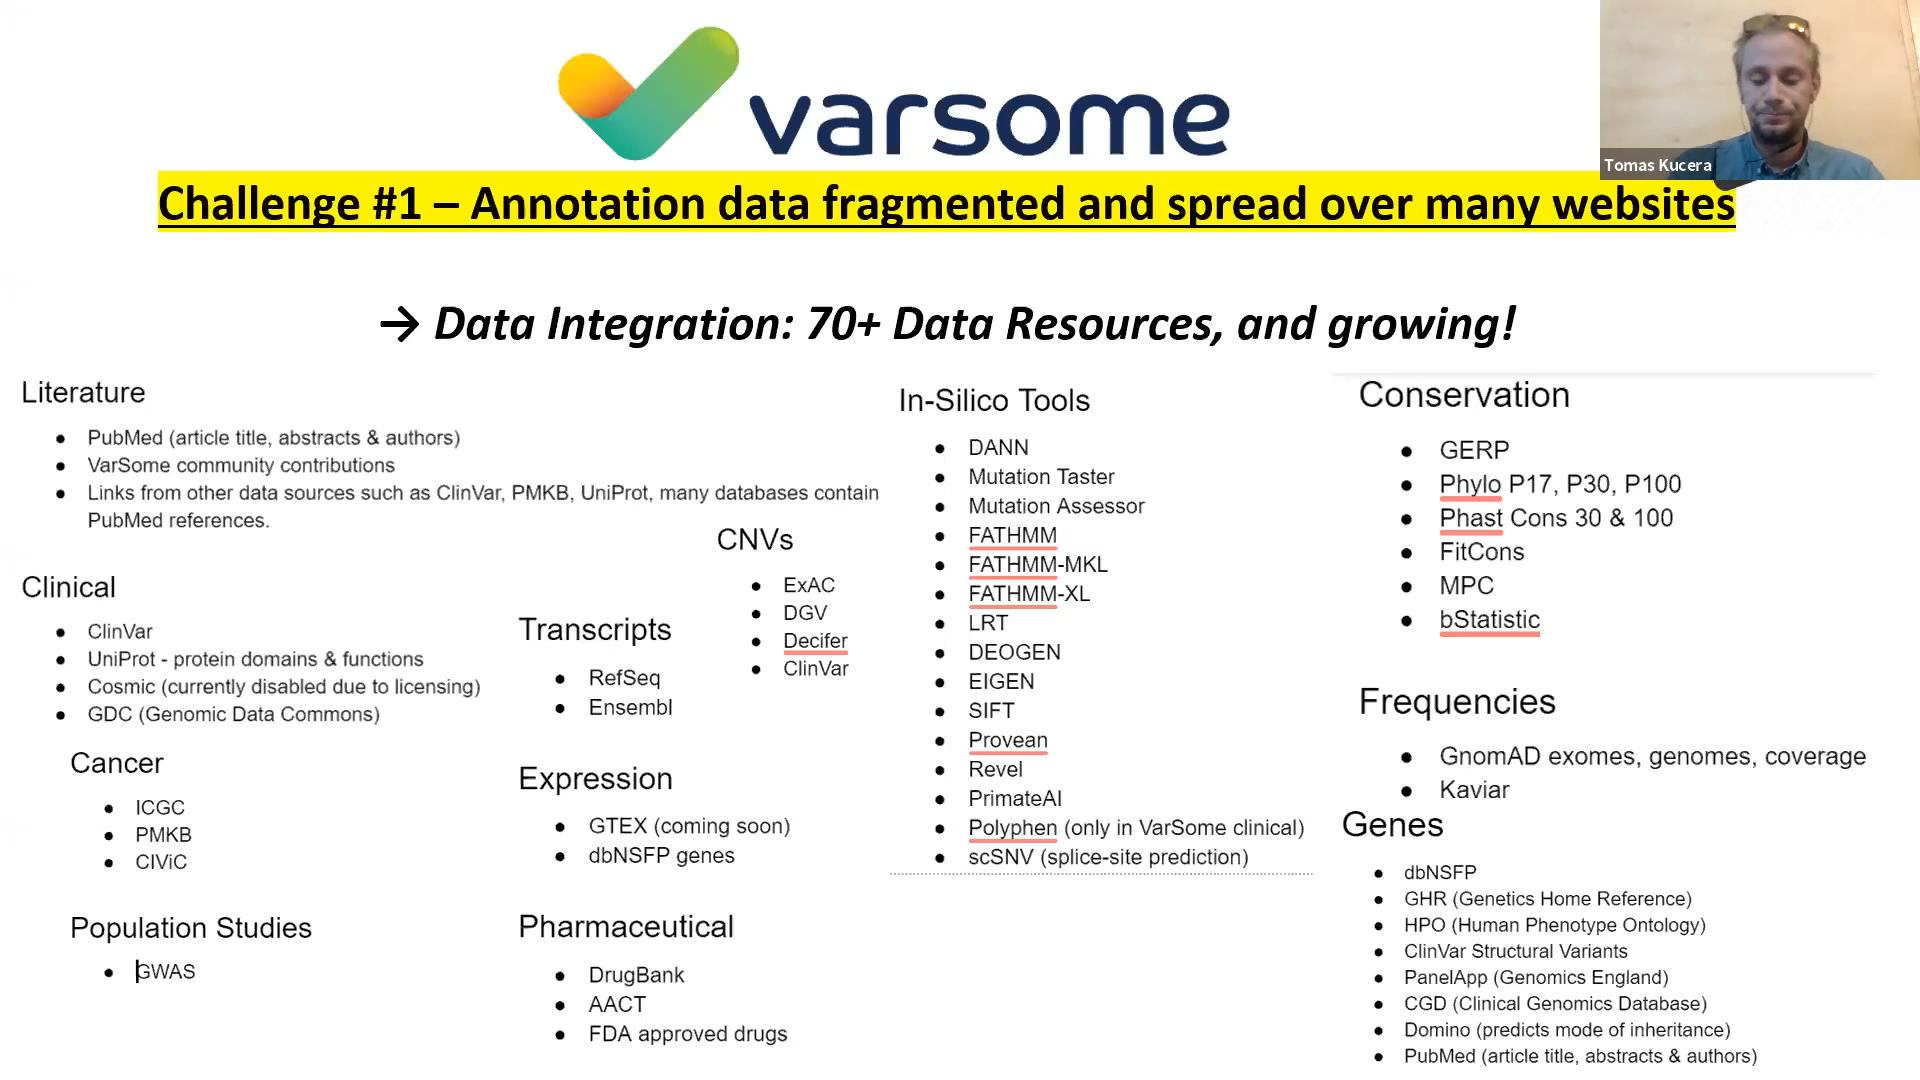 varsome
Tomas Kucera
Challenge #1 – Annotation data fragmented and spread over many websites
→ Data Integration: 70+ Data Resources, and growing!
Literature
● PubMed (article title, abstracts & authors)
● VarSome community contributions
● Links from other data sources such as ClinVar, PMKB, UniProt, many databases contain
PubMed references.
Clinical
● ClinVar
● UniProt - protein domains & functions
● Cosmic (currently disabled due to licensing)
● GDC (Genomic Data Commons)
Cancer
● ICGC
● PMKB
● CIViC
Population Studies
● GWAS
CNVs
● ExAC
● DGV
● Decifer
● ClinVar
Transcripts
● RefSeq
● Ensembl
Expression
● GTEX (coming soon)
● dbNSFP genes
Pharmaceutical
● DrugBank
● AACT
● FDA approved drugs
In-Silico Tools
● DANN
● Mutation Taster
● Mutation Assessor
● FATHMM
● FATHMM-MKL
● FATHMM-XL
● LRT
● DEOGEN
● EIGEN
● SIFT
● Provean
● Revel
● PrimateAI
● Polyphen (only in VarSome clinical)
● scSNV (splice-site prediction)
Conservation
● GERP
● Phylo P17, P30, P100
● Phast Cons 30 & 100
● FitCons
● MPC
● bStatistic
Frequencies
● GnomAD exomes, genomes, coverage
● Kaviar
Genes
● dbNSFP
● GHR (Genetics Home Reference)
● HPO (Human Phenotype Ontology)
● ClinVar Structural Variants
● PanelApp (Genomics England)
● CGD (Clinical Genomics Database)
● Domino (predicts mode of inheritance)
● PubMed (article title, abstracts & authors)